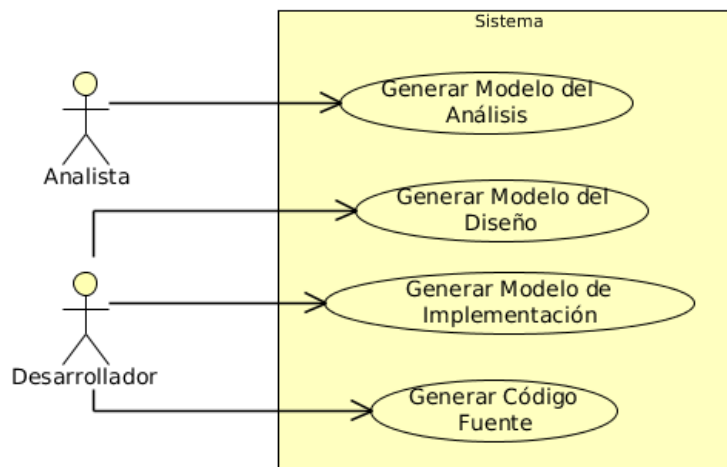 Sistema
Generar Modelo del
Análisis
Analista
Generar Modelo del
Diseño
Generar Modelo de
Implementación
Desarrollador
Generar Código
Fuente